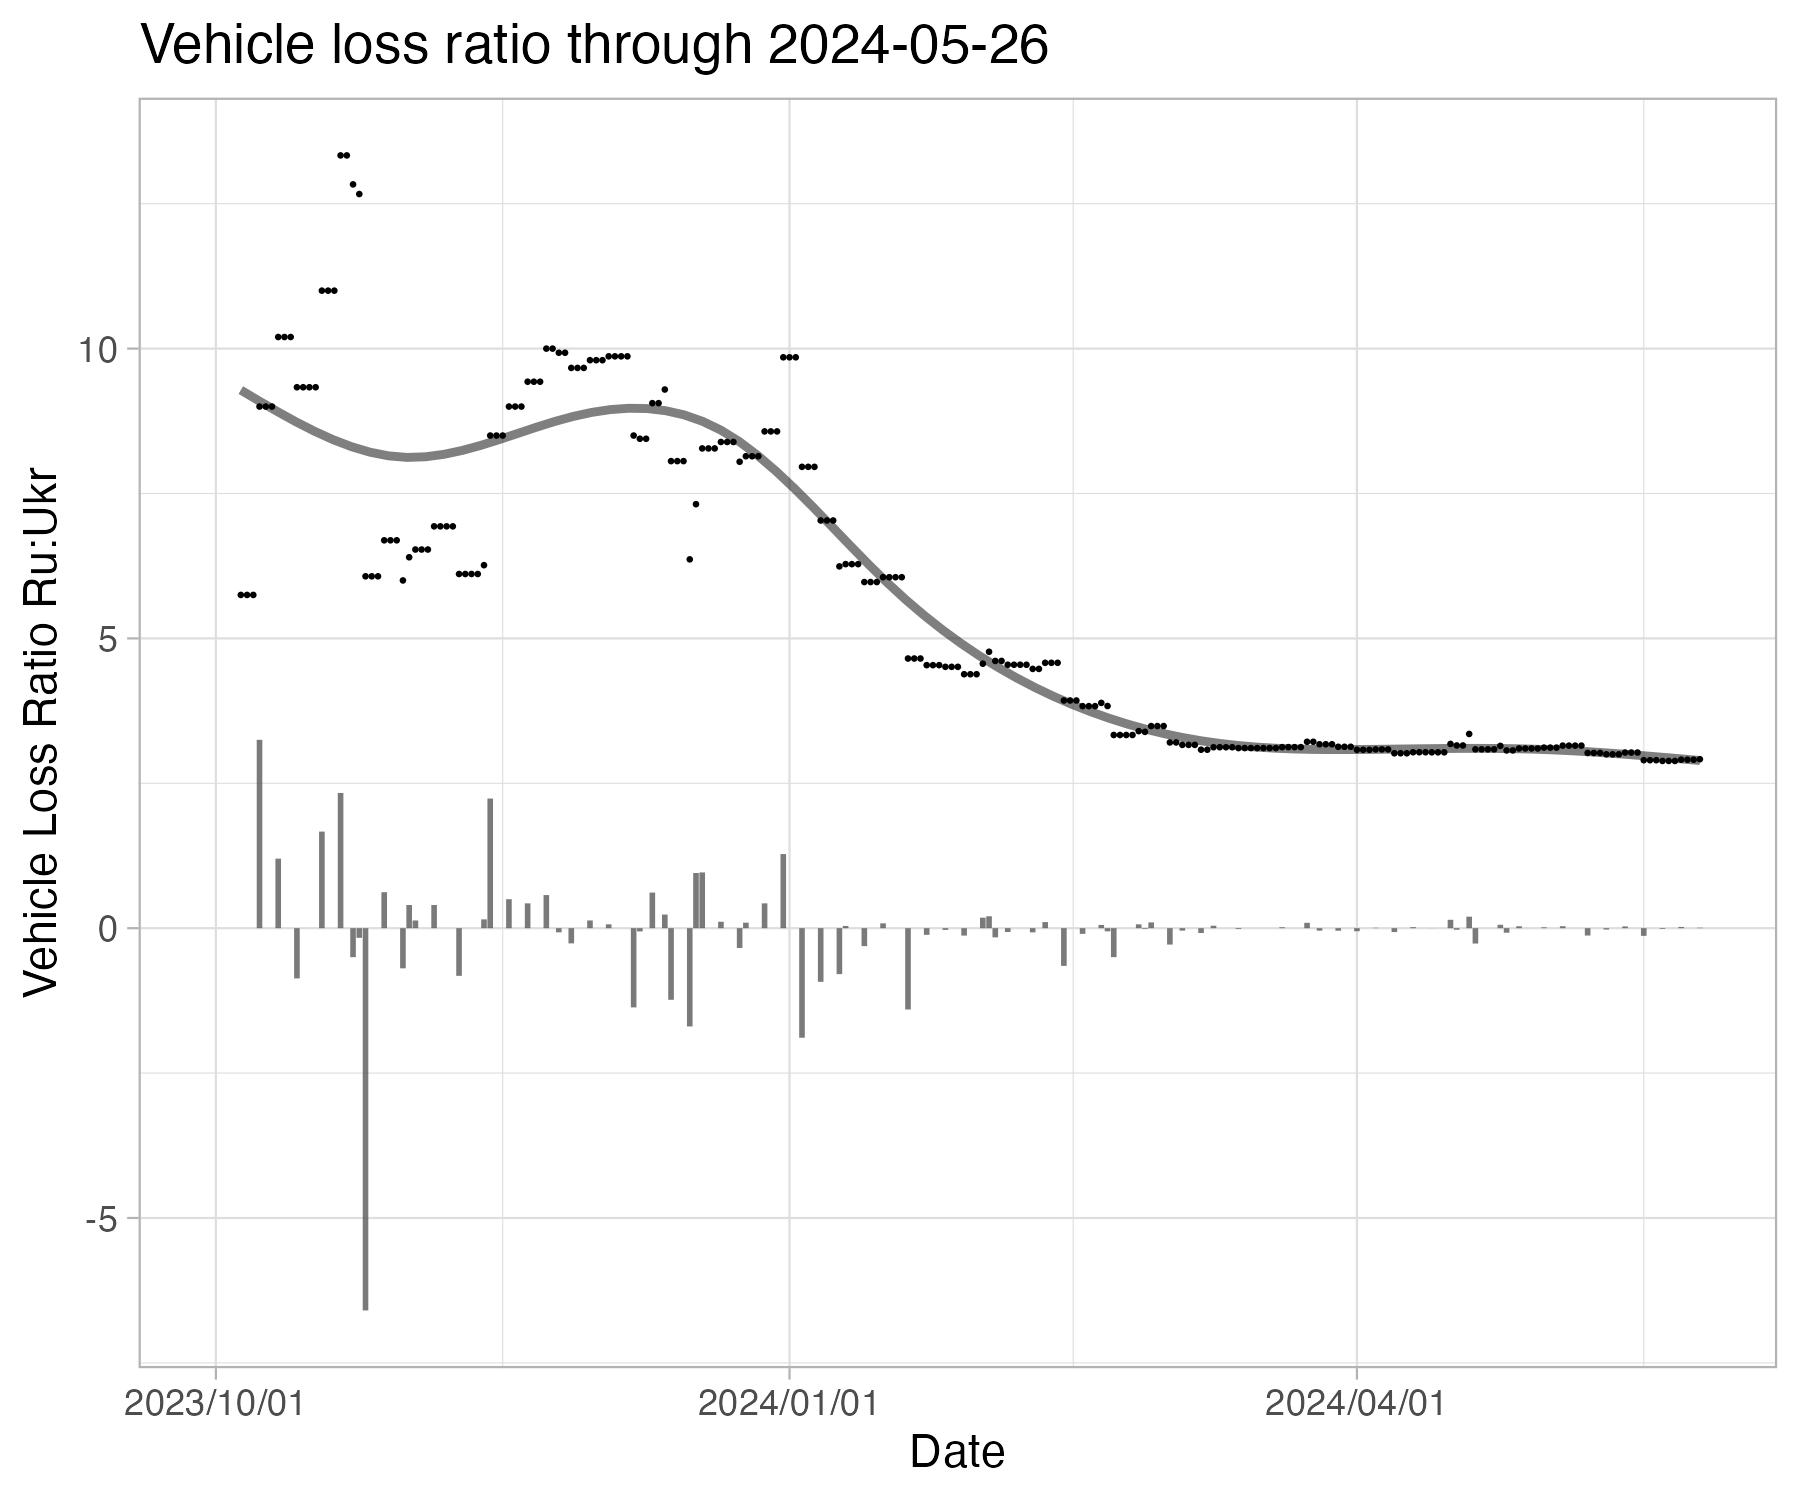 Vehicle loss ratio through 2024-05-26
Vehicle Loss Ratio Ru:Ukr
10
5
0
-5
2023/10/01
2024/01/01
2024/04/01
Date